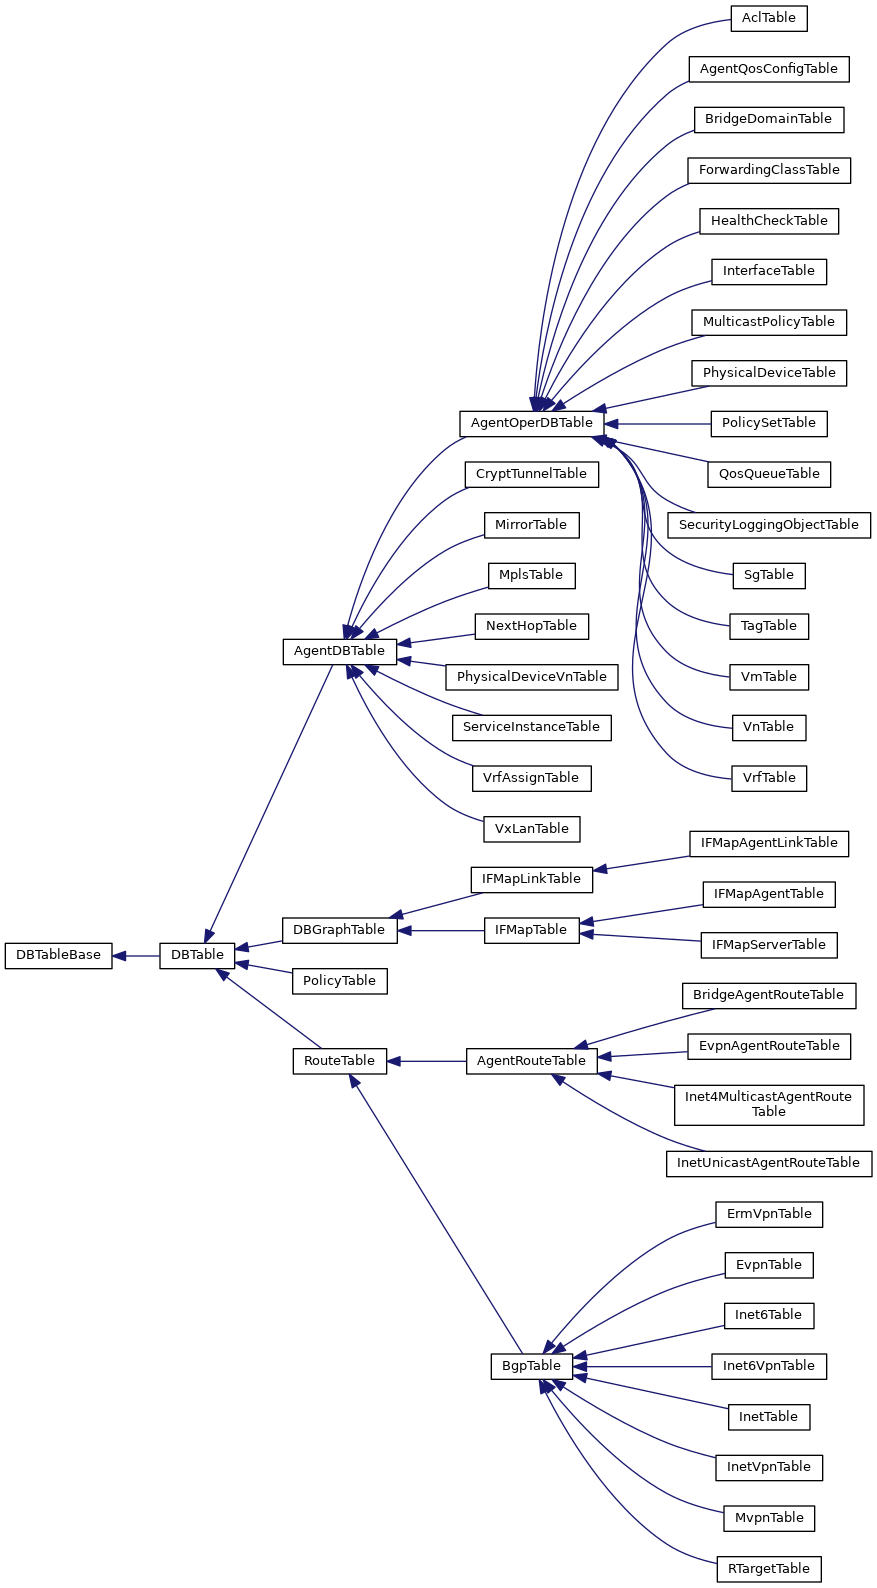 AclTable
AgentQosConfigTable
BridgeDomainTable
ForwardingClassTable
HealthCheckTable
InterfaceTable
MulticastPolicyTable
PhysicalDeviceTable
AgentOperDBTable
PolicySetTable
CryptTunnelTable
QosQueueTable
MirrorTable
SecurityLoggingObjectTable
MplsTable
SgTable
NextHopTable
TagTable
AgentDBTable
PhysicalDeviceVnTable
VmTable
ServiceInstanceTable
VnTable
VrfAssignTable
VrfTable
VxLanTable
IFMapAgentLinkTable
IFMapLinkTable
IFMapAgentTable
DBGraphTable
IFMapTable
IFMapServerTable
DBTableBase
DBTable
PolicyTable
BridgeAgentRouteTable
EvpnAgentRouteTable
RouteTable
AgentRouteTable
Inet4MulticastAgentRoute
Table
InetUnicastAgentRouteTable
ErmVpnTable
EvpnTable
Inet6Table
BgpTable
Inet6VpnTable
InetTable
InetVpnTable
MvpnTable
RTargetTable